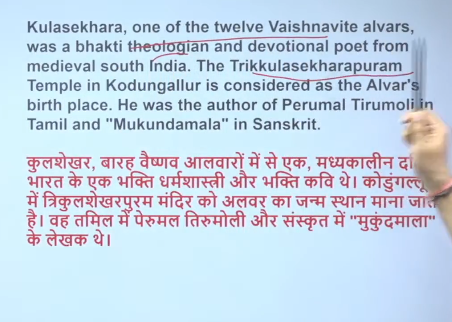 Kulasekhara, one of the twelve Vaishnavite alvars,
was a bhakti theologian and devotional poet from
medieval south India. The Trikkulasekharapuram
Temple in Kodungallur is considered as the Alvar's
birth place. He was the author of Perumal Tirumoli in
Tamil and "Mukundamala" in Sanskrit.
कुलशेखर, बारह वैष्णव आलवारों में से एक, मध्यकालीन
भारत के एक भक्ति धर्मशास्त्री और भक्ति कवि थे।
में त्रिकुलशेखरपुरम मंदिर को अलवर का जन्म स्थान माना जाता
है। वह तमिल में पेरुमल तिरुमोली और संस्कृत में "मुकुंदमाला"
के लेखक थे।